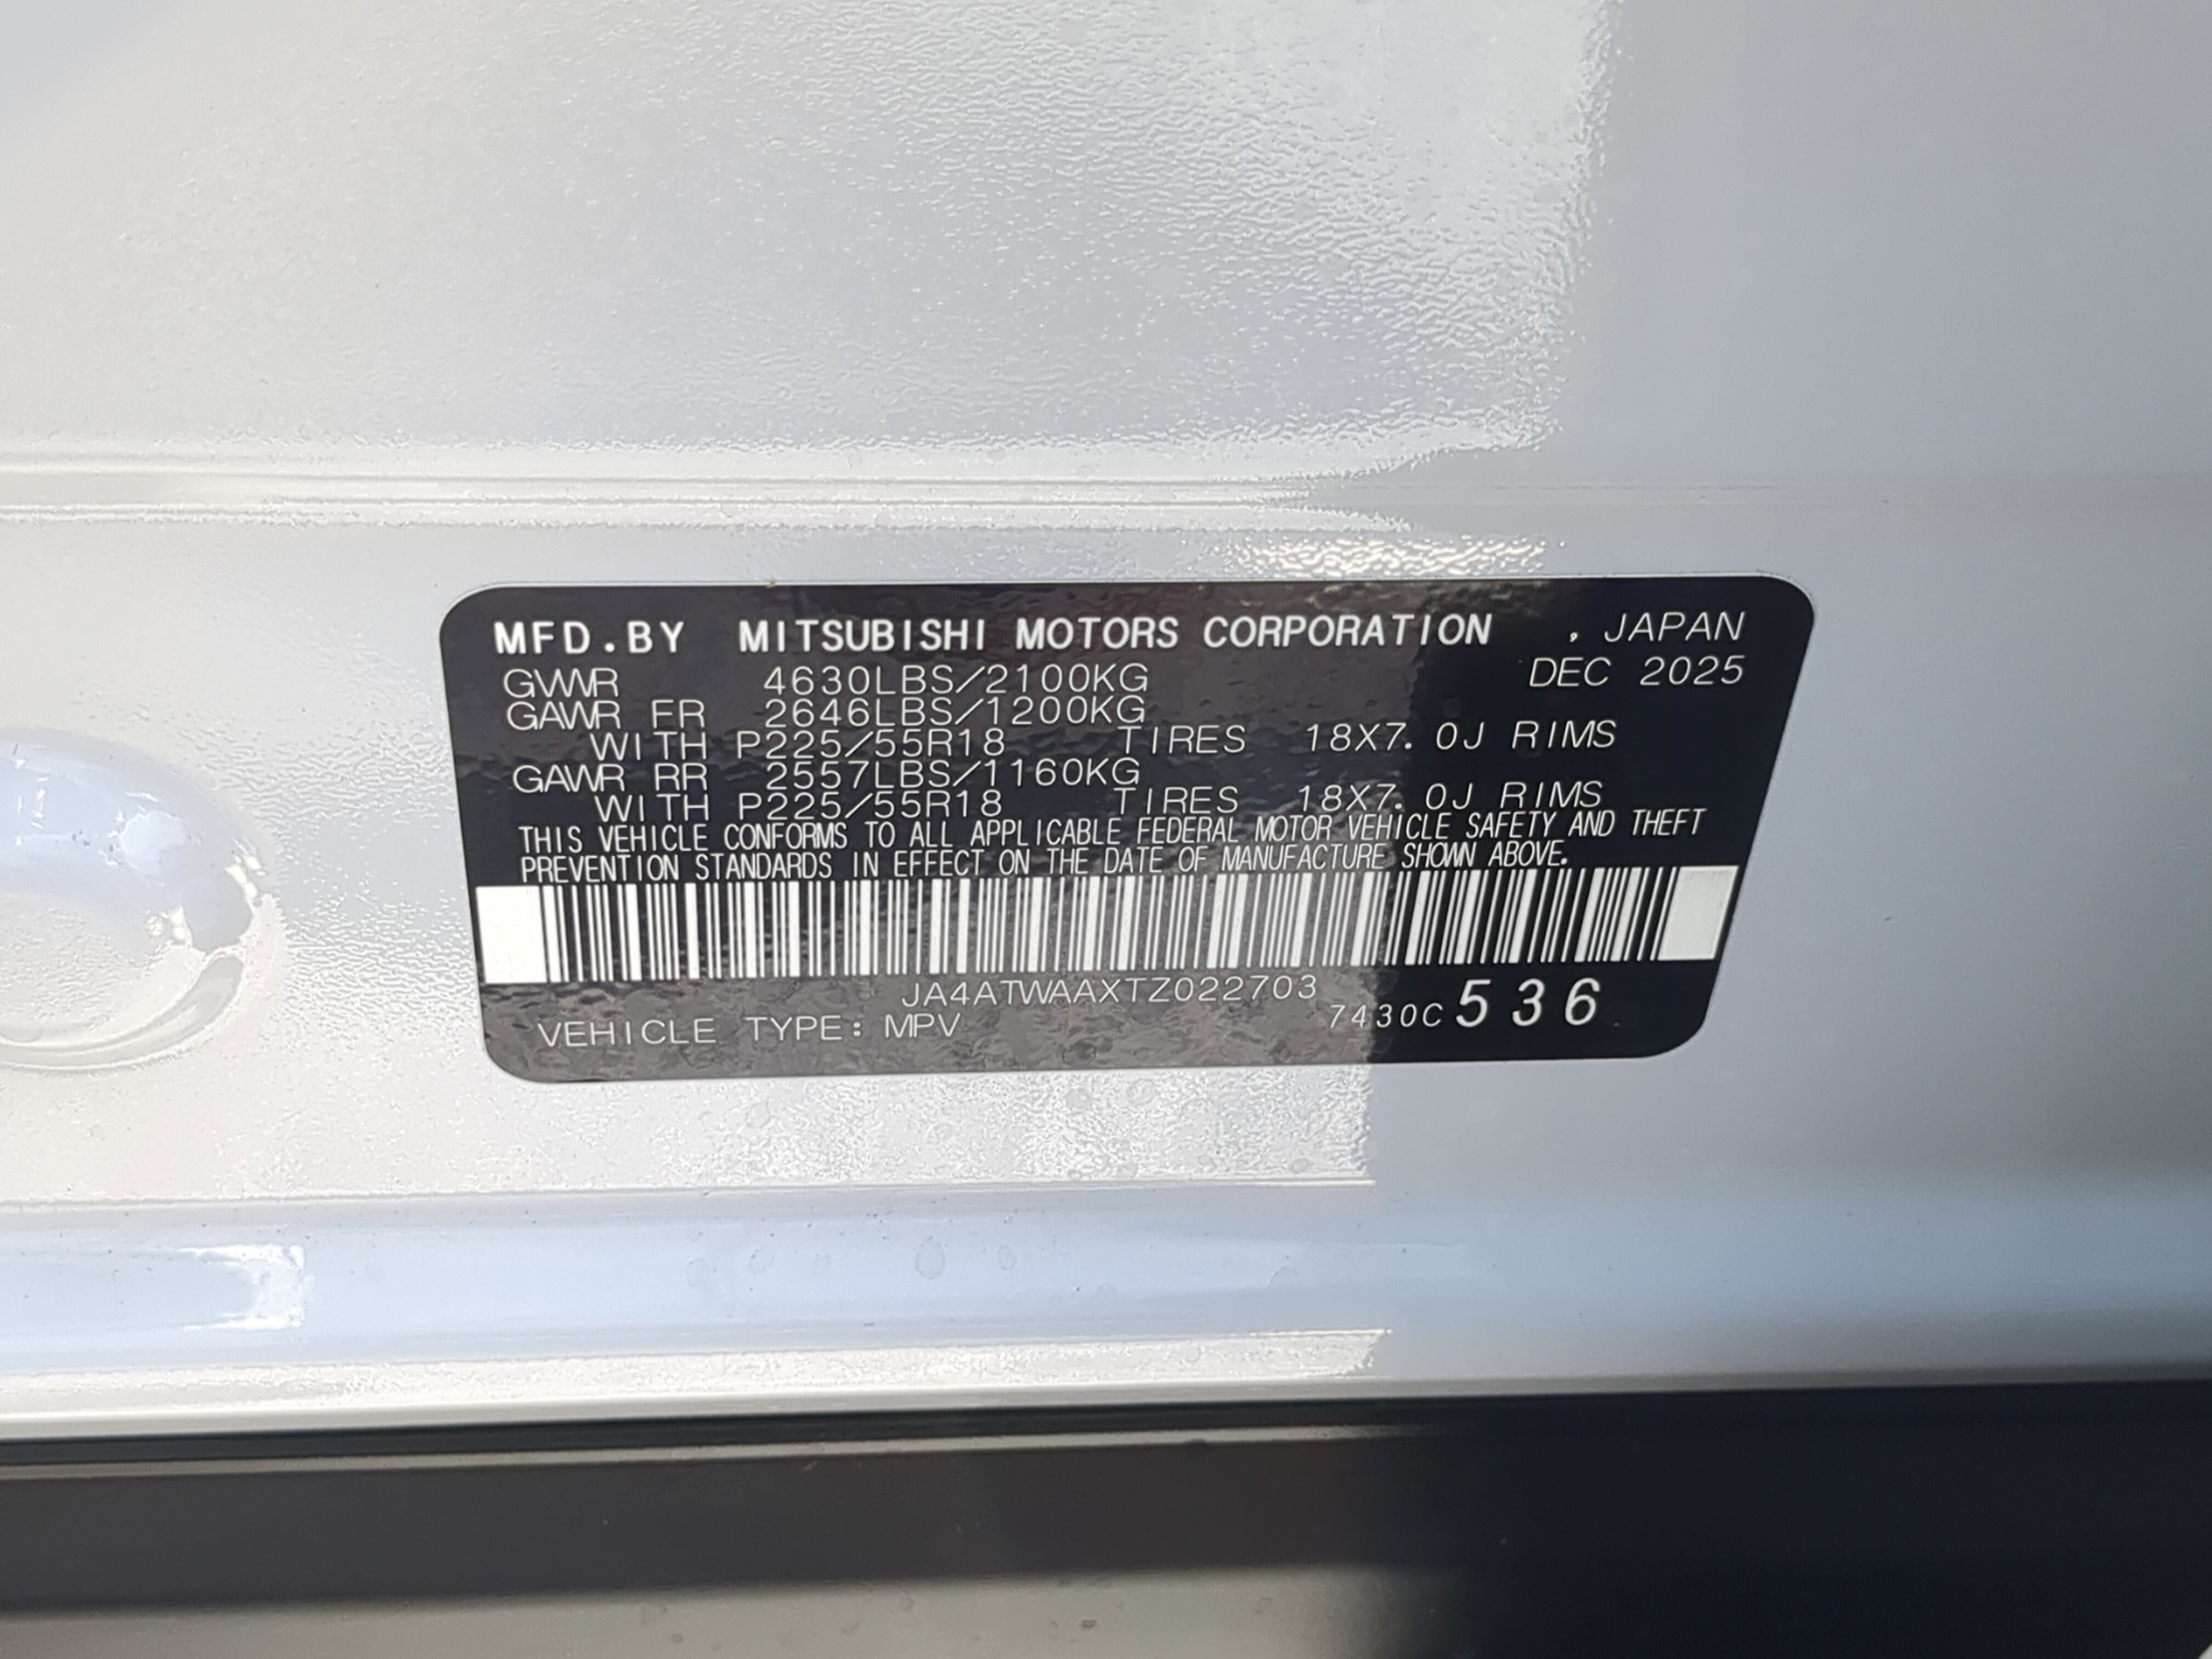 MFD.BY MITSUBISHI MOTORS CORPORATION , JAPAN
GWWR 4630LBS/2100KG DEC 2025
GAWR FR 2646LBS/1200KG
WITH P225/55R18 TIRES 18X7.0J RIMS
GAWR RR 2557LBS/1160KG
WITH P225/55R18 TIRES 18X7.0J RIMS
THIS VEHICLE CONFORMS TO ALL APPLICABLE FEDERAL MOTOR VEHICLE SAFETY AND THEFT
PREVENTION STANDARDS IN EFFECT ON THE DATE OF MANUFACTURE SHOWN ABOVE.
JA4ATWAAXTZ022703
VEHICLE TYPE: MPV 7430C 536